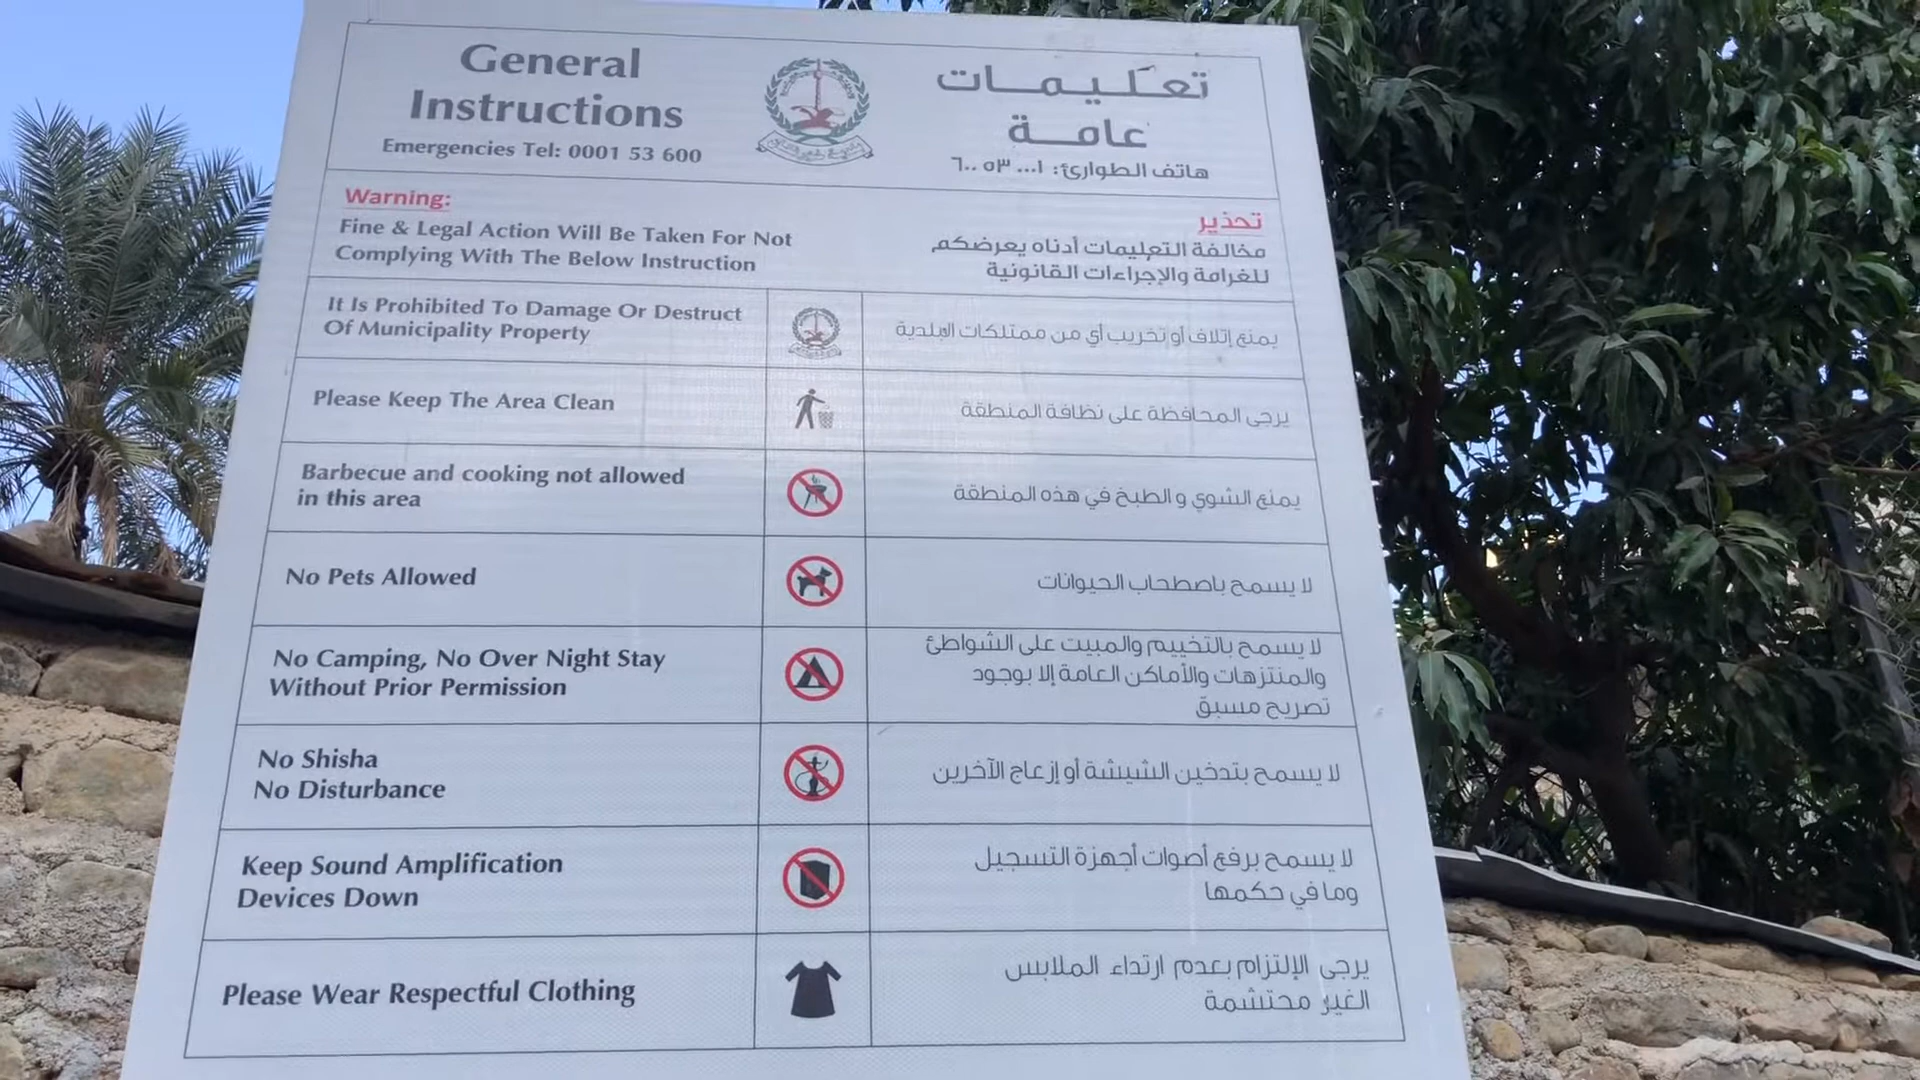 General
Instructions
Emergencies Tel: 0001 53 600
تعليمات
عامة
هاتف الطوارئ: ٦٠٠ ٥٣ ٠٠٠١
Warning:
Fine & Legal Action Will Be Taken For Not
Complying With The Below Instruction
تحذير
مخالفة التعليمات أدناه يعرضكم
للغرامة والإجراءات القانونية
It Is Prohibited To Damage Or Destruct
Of Municipality Property
يمنع إتلاف أو تخريب أي من ممتلكات البلدية
Please Keep The Area Clean
يرجى المحافظة على نظافة المنطقة
Barbecue and cooking not allowed
in this area
يمنع الشوي و الطبخ في هذه المنطقة
No Pets Allowed
لا يسمح باصطحاب الحيوانات
No Camping, No Over Night Stay
Without Prior Permission
لا يسمح بالتخييم والمبيت على الشواطئ
والمنتزهات والأماكن العامة إلا بوجود
تصريح مسبق
No Shisha
No Disturbance
لا يسمح بتدخين الشيشة أو إزعاج الآخرين
Keep Sound Amplification
Devices Down
لا يسمح برفع أصوات أجهزة التسجيل
وما في حكمها
Please Wear Respectful Clothing
يرجى الإلتزام بعدم ارتداء الملابس
الغير محتشمة